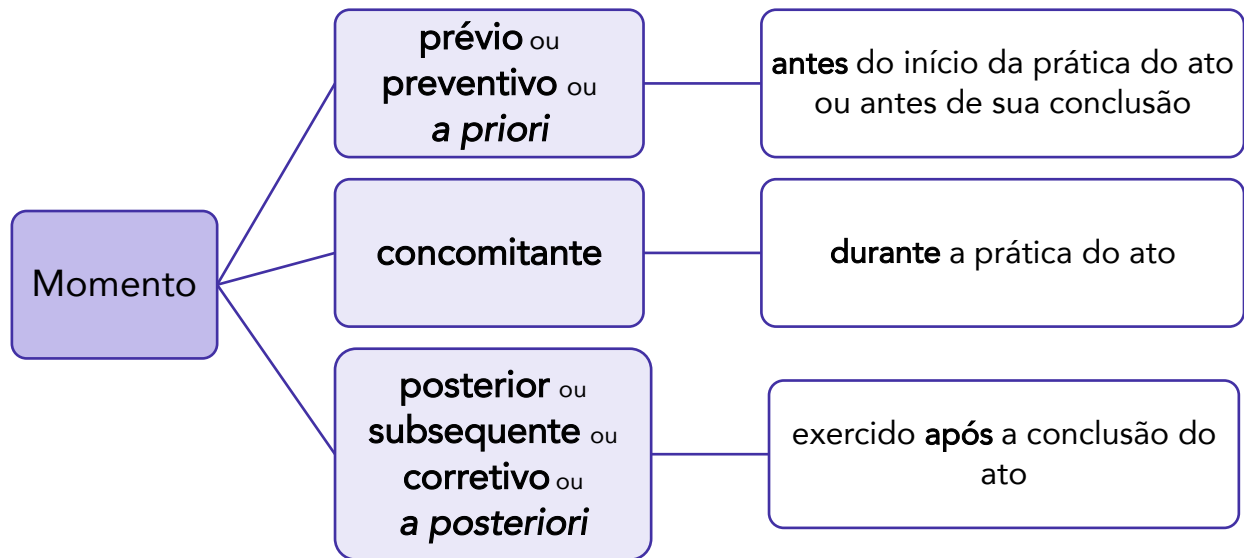 Momento
prévio ou
preventivo ou
a priori
antes do início da prática do ato
ou antes de sua conclusão
concomitante
durante a prática do ato
posterior ou
subsequente ou
corretivo ou
a posteriori
exercido após a conclusão do
ato